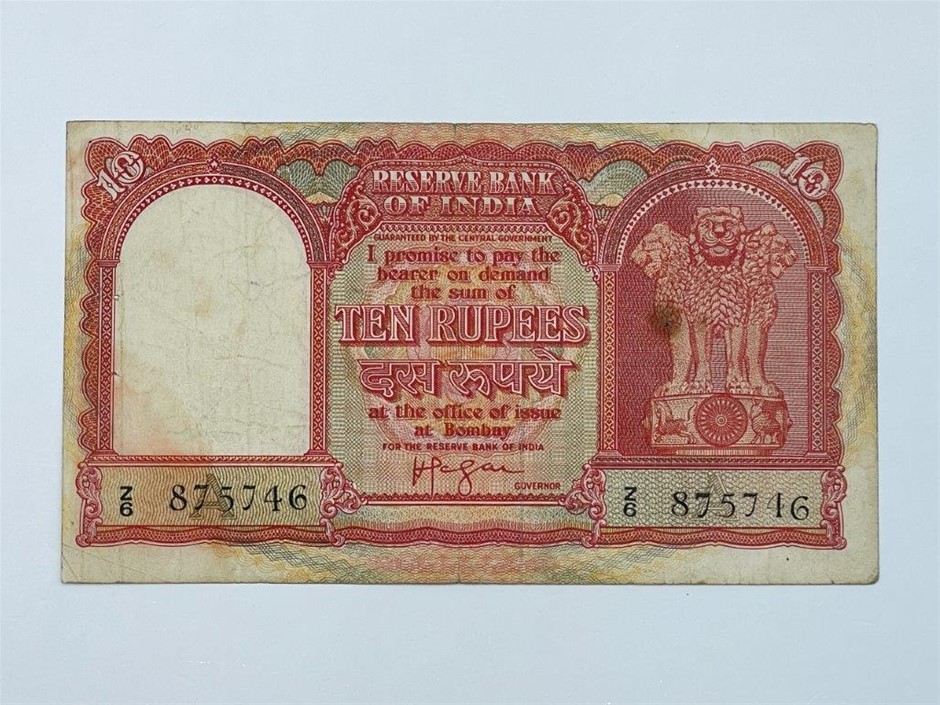 10
10
RESERVE BANK
OF INDIA
GUARANTEED BY THE CENTRAL GOVERNMENT
I promise to pay the
bearer on demand
the sum of
TEN RUPEES
दस रूपये
at the office of issue
at Bombay
FOR THE RESERVE BANK OF INDIA
GOVERNOR
Z/6 875746
A
Z/6 875746
A